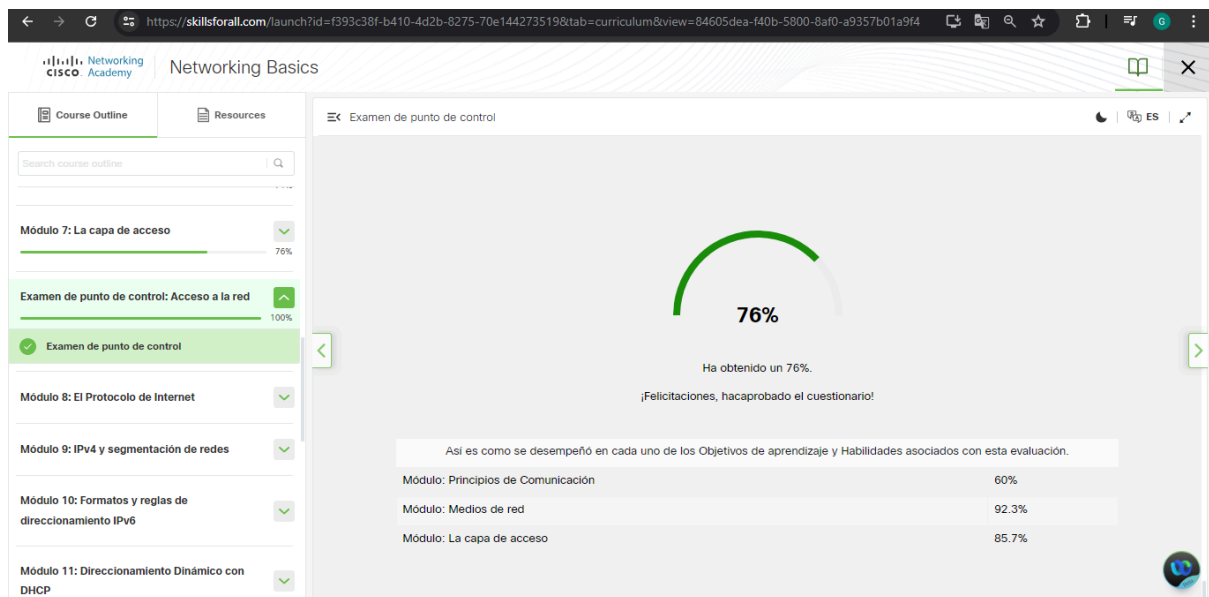 https://skillsforall.com/launch?id=f393c38f-b410-4d2b-8275-70e144273519&tab=curriculum&view=84605dea-f40b-5800-8af0-a9357b01a9f4
G
Networking
CISCO Academy
Networking Basics
Course Outline
Resources
Search course outline
Módulo 7: La capa de acceso
76%
Examen de punto de control: Acceso a la red
100%
Examen de punto de control
Módulo 8: El Protocolo de Internet
Módulo 9: IPv4 y segmentación de redes
Módulo 10: Formatos y reglas de
direccionamiento IPv6
Módulo 11: Direccionamiento Dinámico con
DHCP
Examen de punto de control
ES
76%
Ha obtenido un 76%.
¡Felicitaciones, hacaprobado el cuestionario!
Así es como se desempeñó en cada uno de los Objetivos de aprendizaje y Habilidades asociados con esta evaluación.
Módulo: Principios de Comunicación 60%
Módulo: Medios de red 92.3%
Módulo: La capa de acceso 85.7%